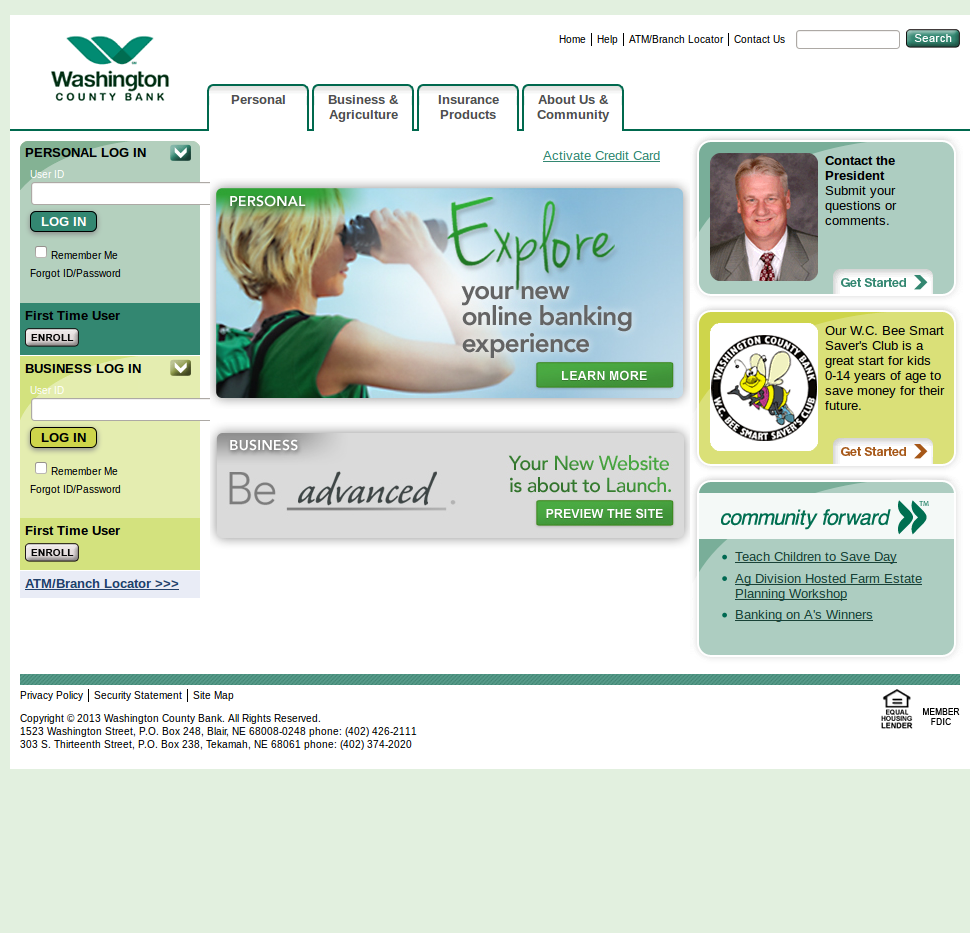 Home | Help | ATM/Branch Locator | Contact Us
Search
Washington
COUNTY BANK
Personal
Business &
Agriculture
Insurance
Products
About Us &
Community
PERSONAL LOG IN
User ID
LOG IN
Remember Me
Forgot ID/Password
First Time User
ENROLL
BUSINESS LOG IN
User ID
LOG IN
Remember Me
Forgot ID/Password
First Time User
ENROLL
ATM/Branch Locator >>>
Activate Credit Card
PERSONAL
Explore
your new
online banking
experience
LEARN MORE
BUSINESS
Be advanced.
Your New Website
is about to Launch.
PREVIEW THE SITE
Contact the
President
Submit your
questions or
comments.
Get Started
WASHINGTON COUNTY BANK
W.C. BEE SMART SAVER'S CLUB
Our W.C. Bee Smart
Saver's Club is a
great start for kids
0-14 years of age to
save money for their
future.
Get Started
community forward TM
• Teach Children to Save Day
• Ag Division Hosted Farm Estate
Planning Workshop
• Banking on A's Winners
Privacy Policy | Security Statement | Site Map
Copyright © 2013 Washington County Bank. All Rights Reserved.
1523 Washington Street, P.O. Box 248, Blair, NE 68008-0248 phone: (402) 426-2111
303 S. Thirteenth Street, P.O. Box 238, Tekamah, NE 68061 phone: (402) 374-2020
EQUAL
HOUSING
LENDER
MEMBER
FDIC